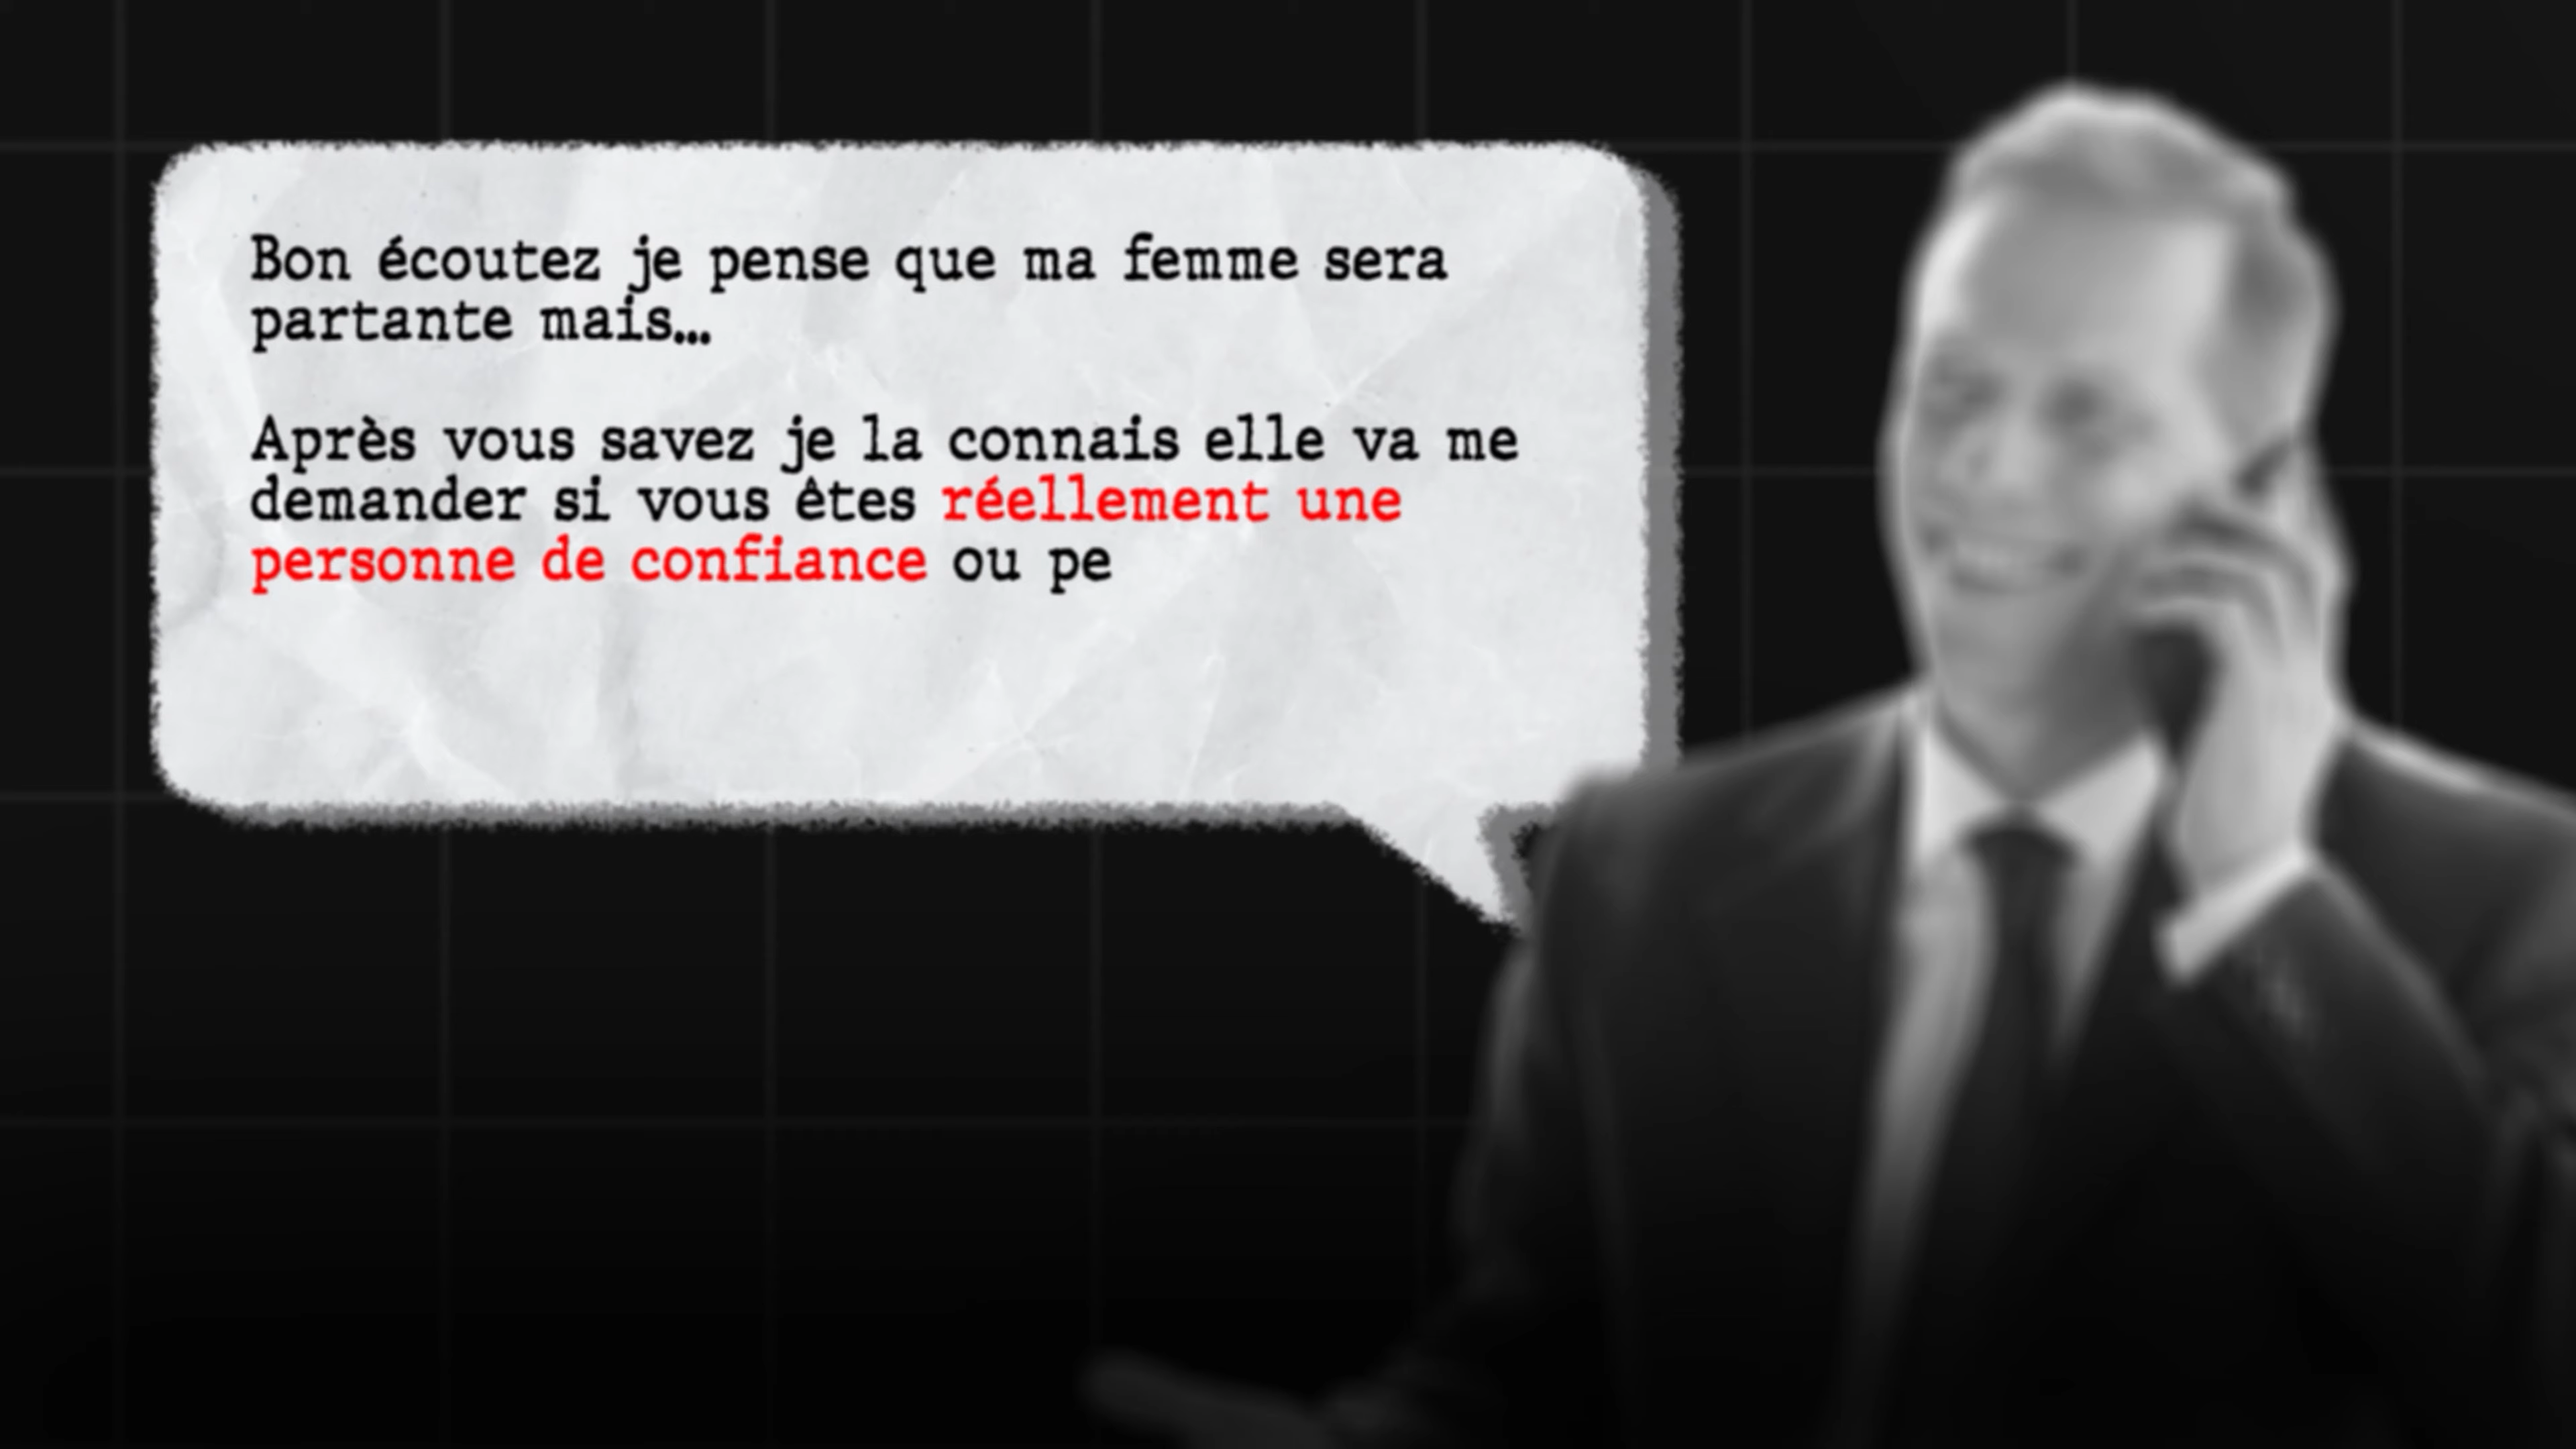 Bon écoutez je pense que ma femme sera
partante mais...
Après vous savez je la connais elle va me
demander si vous êtes réellement une
personne de confiance ou pe